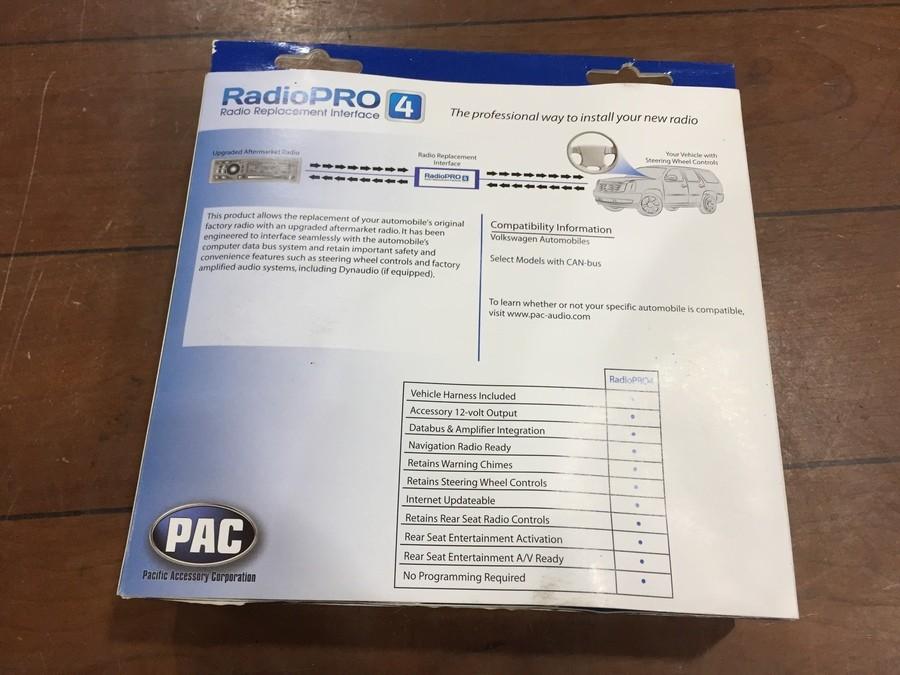 RadioPRO 4
Radio Replacement Interface
The professional way to install your new radio
Upgraded Aftermarket Radio
Radio Replacement
Interface
RadioPRO 4
Your Vehicle with
Steering Wheel Controls
This product allows the replacement of your automobile's original
factory radio with an upgraded aftermarket radio. It has been
engineered to interface seamlessly with the automobile's
computer data bus system and retain important safety and
convenience features such as steering wheel controls and factory
amplified audio systems, including Dynaudio (if equipped).
Compatibility Information
Volkswagen Automobiles
Select Models with CAN-bus
To learn whether or not your specific automobile is compatible,
visit www.pac-audio.com
RadioPRO4
Vehicle Harness Included
Accessory 12-volt Output
Databus & Amplifier Integration
Navigation Radio Ready
Retains Warning Chimes
Retains Steering Wheel Controls
Internet Updateable
Retains Rear Seat Radio Controls
Rear Seat Entertainment Activation
Rear Seat Entertainment A/V Ready
No Programming Required
PAC
Pacific Accessory Corporation